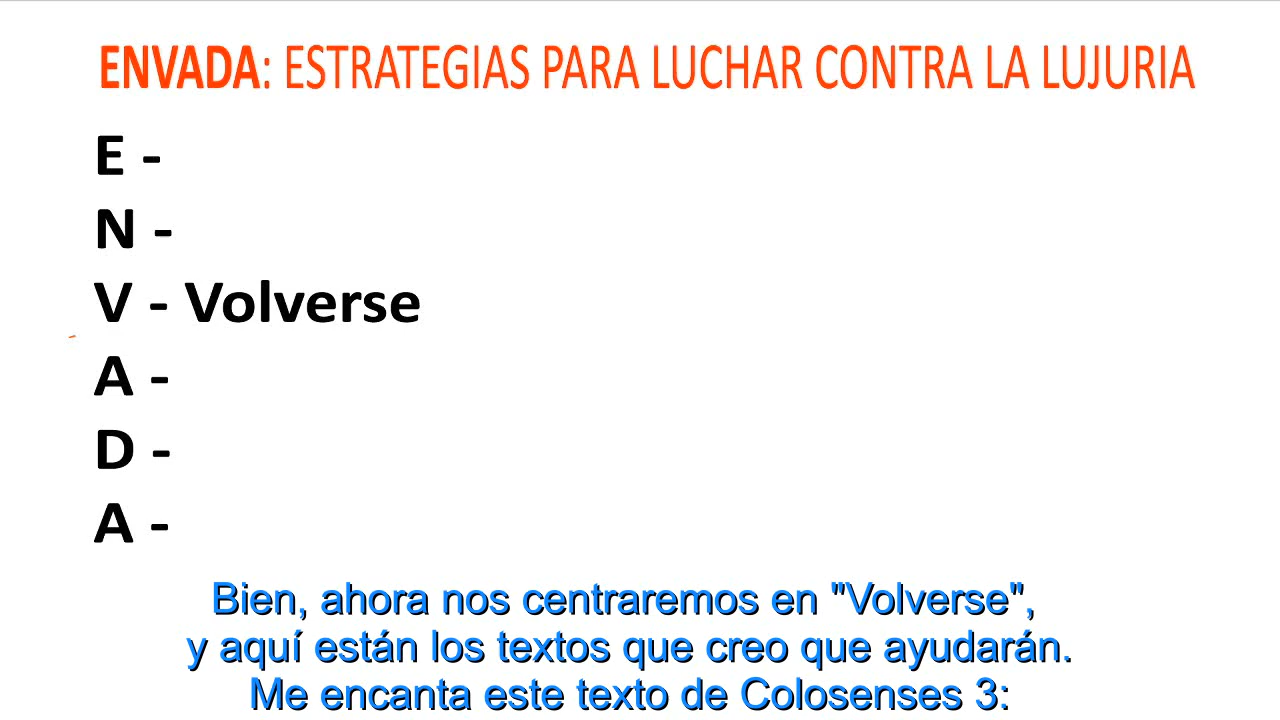 ENVADA: ESTRATEGIAS PARA LUCHAR CONTRA LA LUJURIA
E -
N -
V - Volverse
A -
D -
A -
Bien, ahora nos centraremos en "Volverse",
y aquí están los textos que creo que ayudarán.
Me encanta este texto de Colosenses 3: